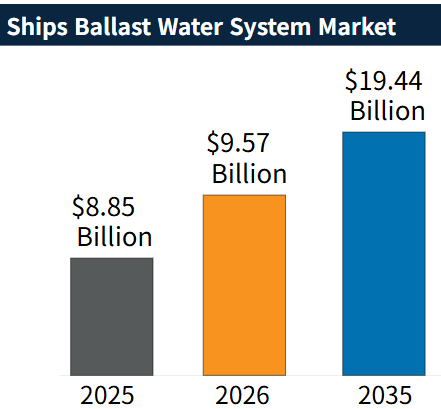 Ships Ballast Water System Market
$19.44
Billion
$9.57
Billion
$8.85
Billion
2025 2026 2035